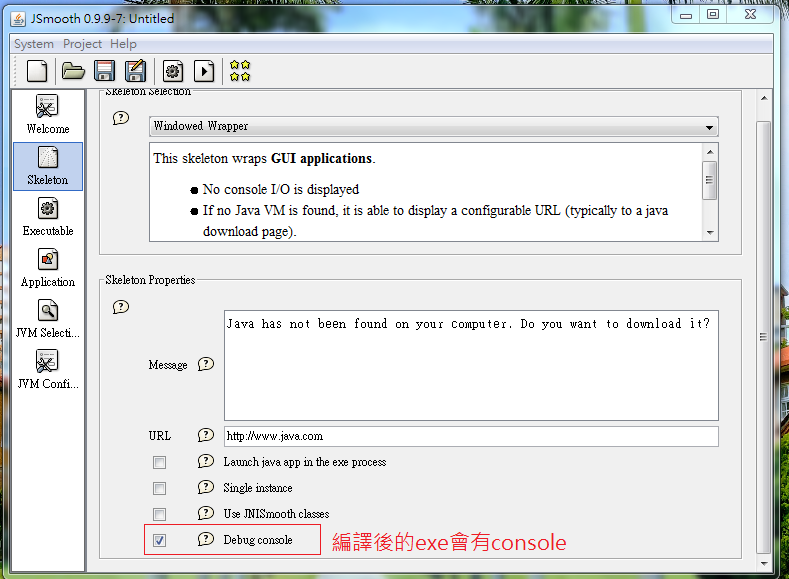 JSmooth 0.9.9-7: Untitled
System Project Help
Welcome
Skeleton
Executable
Application
JVM Selecti...
JVM Confi...
Skeleton Selection
Windowed Wrapper
This skeleton wraps GUI applications.
No console I/O is displayed
If no Java VM is found, it is able to display a configurable URL (typically to a java
download page).
Skeleton Properties
Message
Java has not been found on your computer. Do you want to download it?
URL
http://www.java.com
Launch java app in the exe process
Single instance
Use JNISmooth classes
Debug console
編譯後的exe會有console